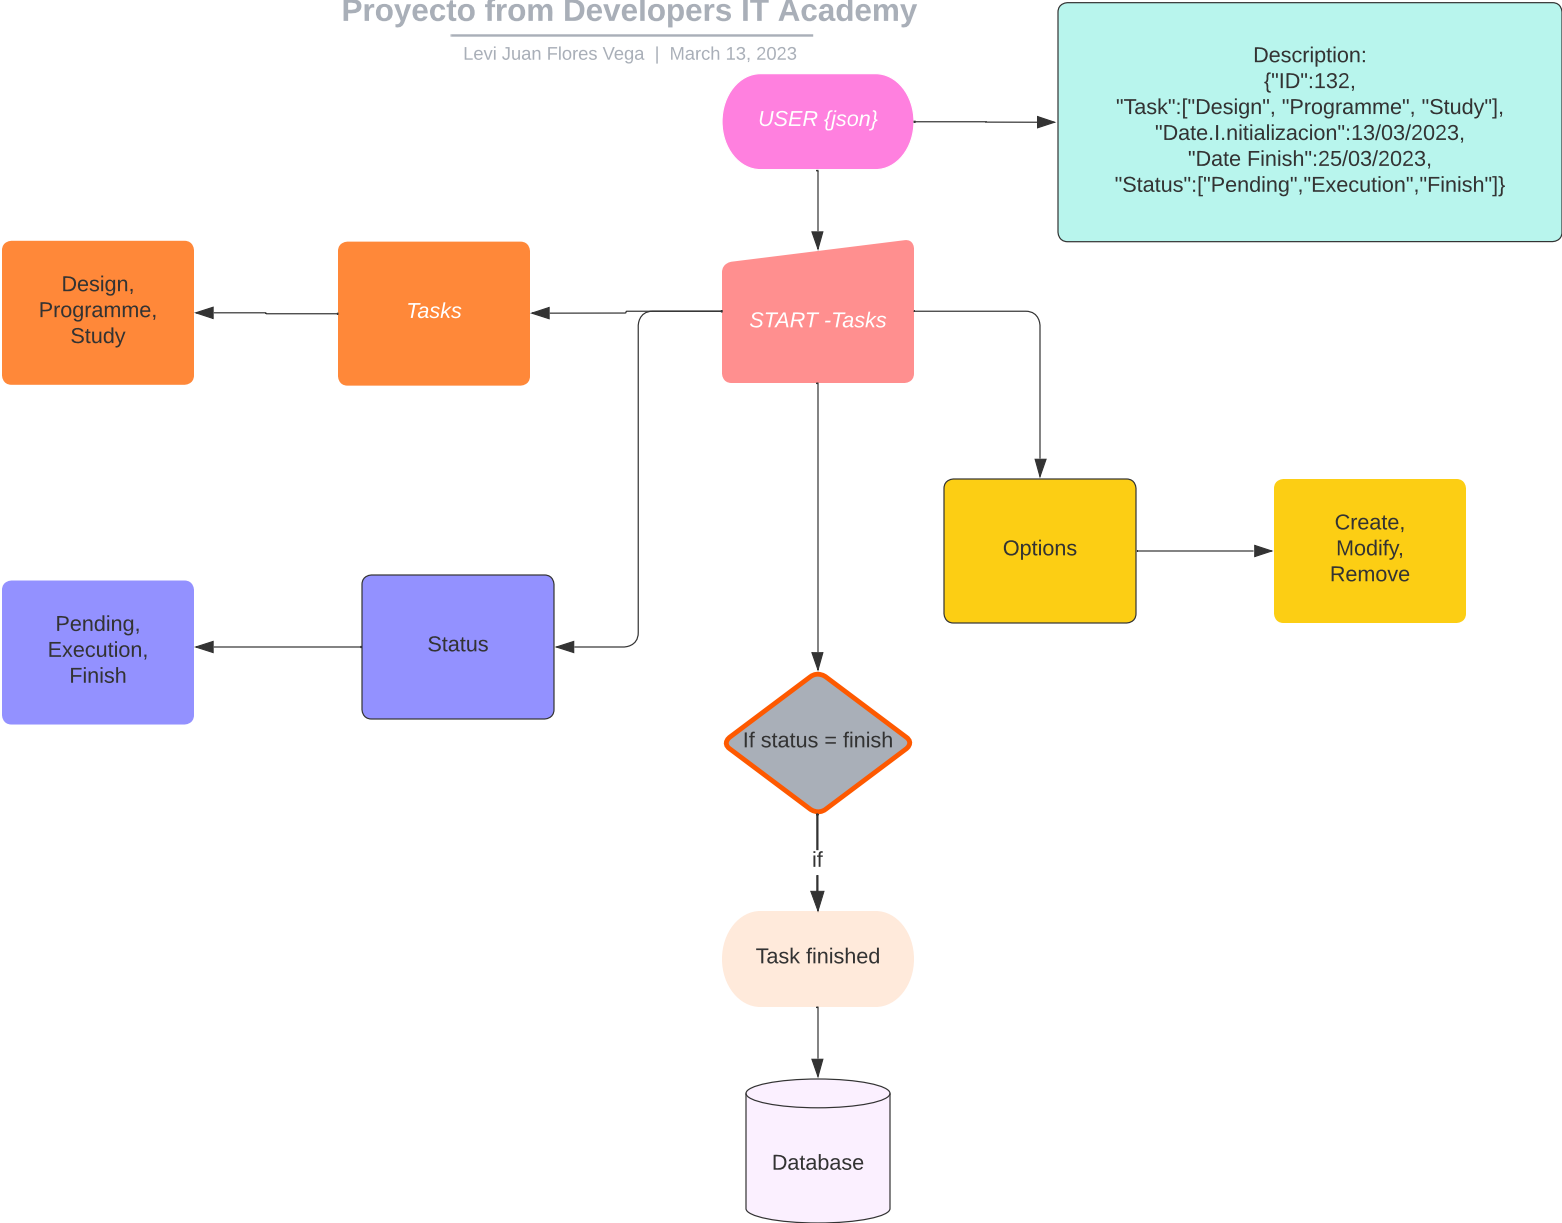 Proyecto from Developers IT Academy
Levi Juan Flores Vega | March 13, 2023
USER {json}
Description:
{"ID":132,
"Task":["Design", "Programme", "Study"],
"Date.I.nitializacion":13/03/2023,
"Date Finish":25/03/2023,
"Status":["Pending","Execution","Finish"]}
Design,
Programme,
Study
Tasks
START -Tasks
Options
Create,
Modify,
Remove
Pending,
Execution,
Finish
Status
If status = finish
if
Task finished
Database